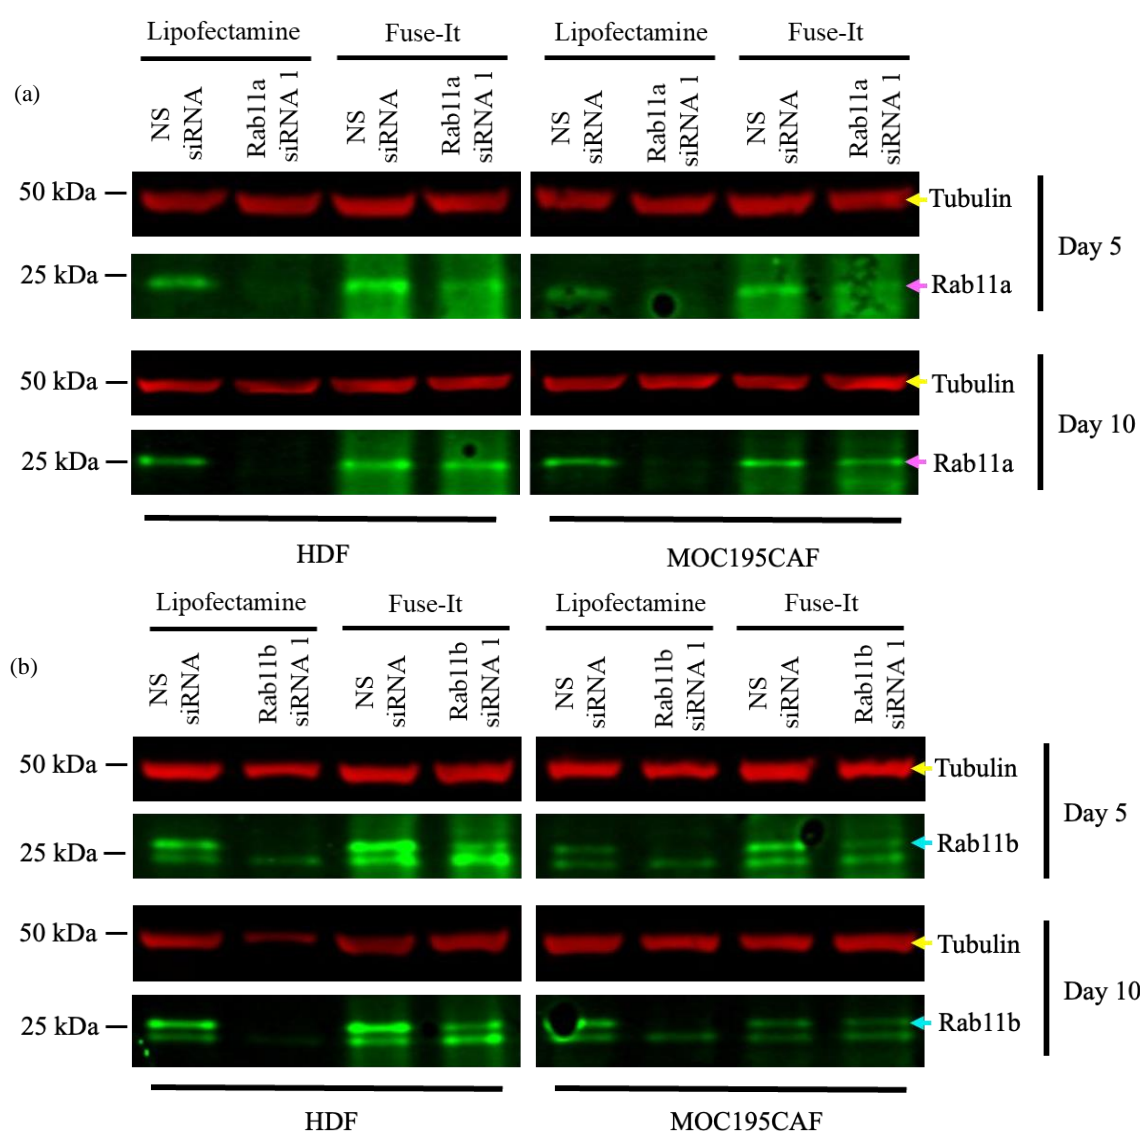 Lipofectamine Fuse-It Lipofectamine Fuse-It
(a)
NS siRNA
Rab11a siRNA 1
NS siRNA
Rab11a siRNA 1
NS siRNA
Rab11a siRNA 1
NS siRNA
Rab11a siRNA 1
50 kDa
Tubulin
Day 5
25 kDa
Rab11a
50 kDa
Tubulin
Day 10
25 kDa
Rab11a
HDF MOC195CAF
Lipofectamine Fuse-It Lipofectamine Fuse-It
(b)
NS siRNA
Rab11b siRNA 1
NS siRNA
Rab11b siRNA 1
NS siRNA
Rab11b siRNA 1
NS siRNA
Rab11b siRNA 1
50 kDa
Tubulin
Day 5
25 kDa
Rab11b
50 kDa
Tubulin
Day 10
25 kDa
Rab11b
HDF MOC195CAF